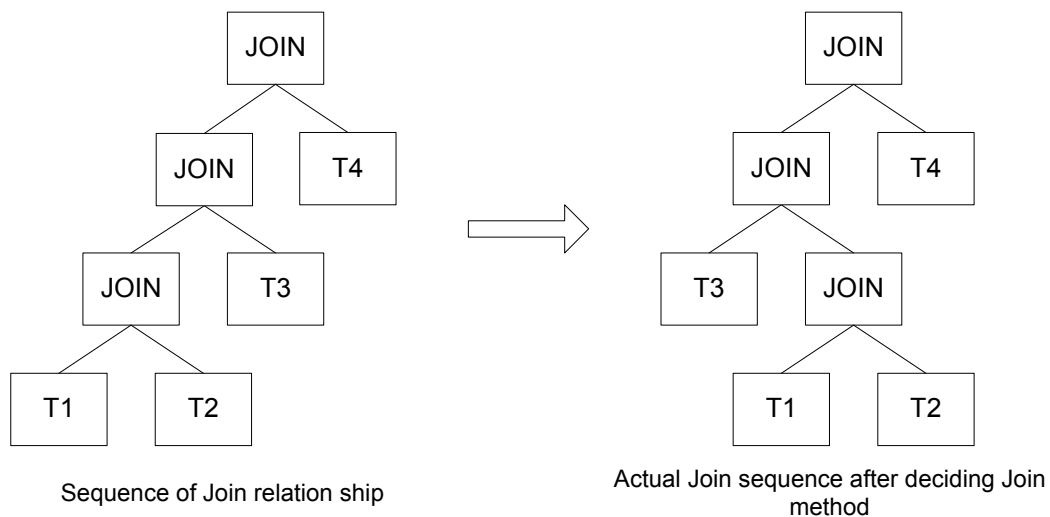 JOIN
JOIN
T4
JOIN
T3
T1
T2
Sequence of Join relation ship
JOIN
JOIN
T4
T3
JOIN
T1
T2
Actual Join sequence after deciding Join
method